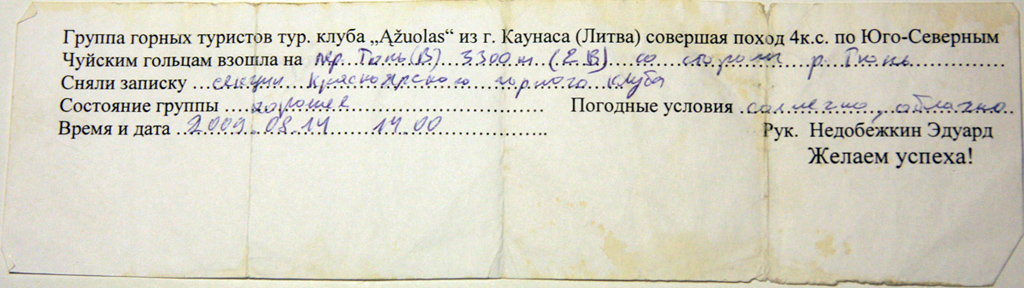 Группа горных туристов тур. клуба „Ąžuolas“ из г. Каунаса (Литва) совершая поход 4к.с. по Юго-Северным
Чуйским гольцам взошла на пер. Тюнь(В) 3300м (2В) со стороны р. Тюнь
Сняли записку секции Красноярского горного клуба
Состояние группы хорошее Погодные условия солнечно, облачно
Время и дата 2009.08.14 14.00
Рук. Недобежкин Эдуард
Желаем успеха!